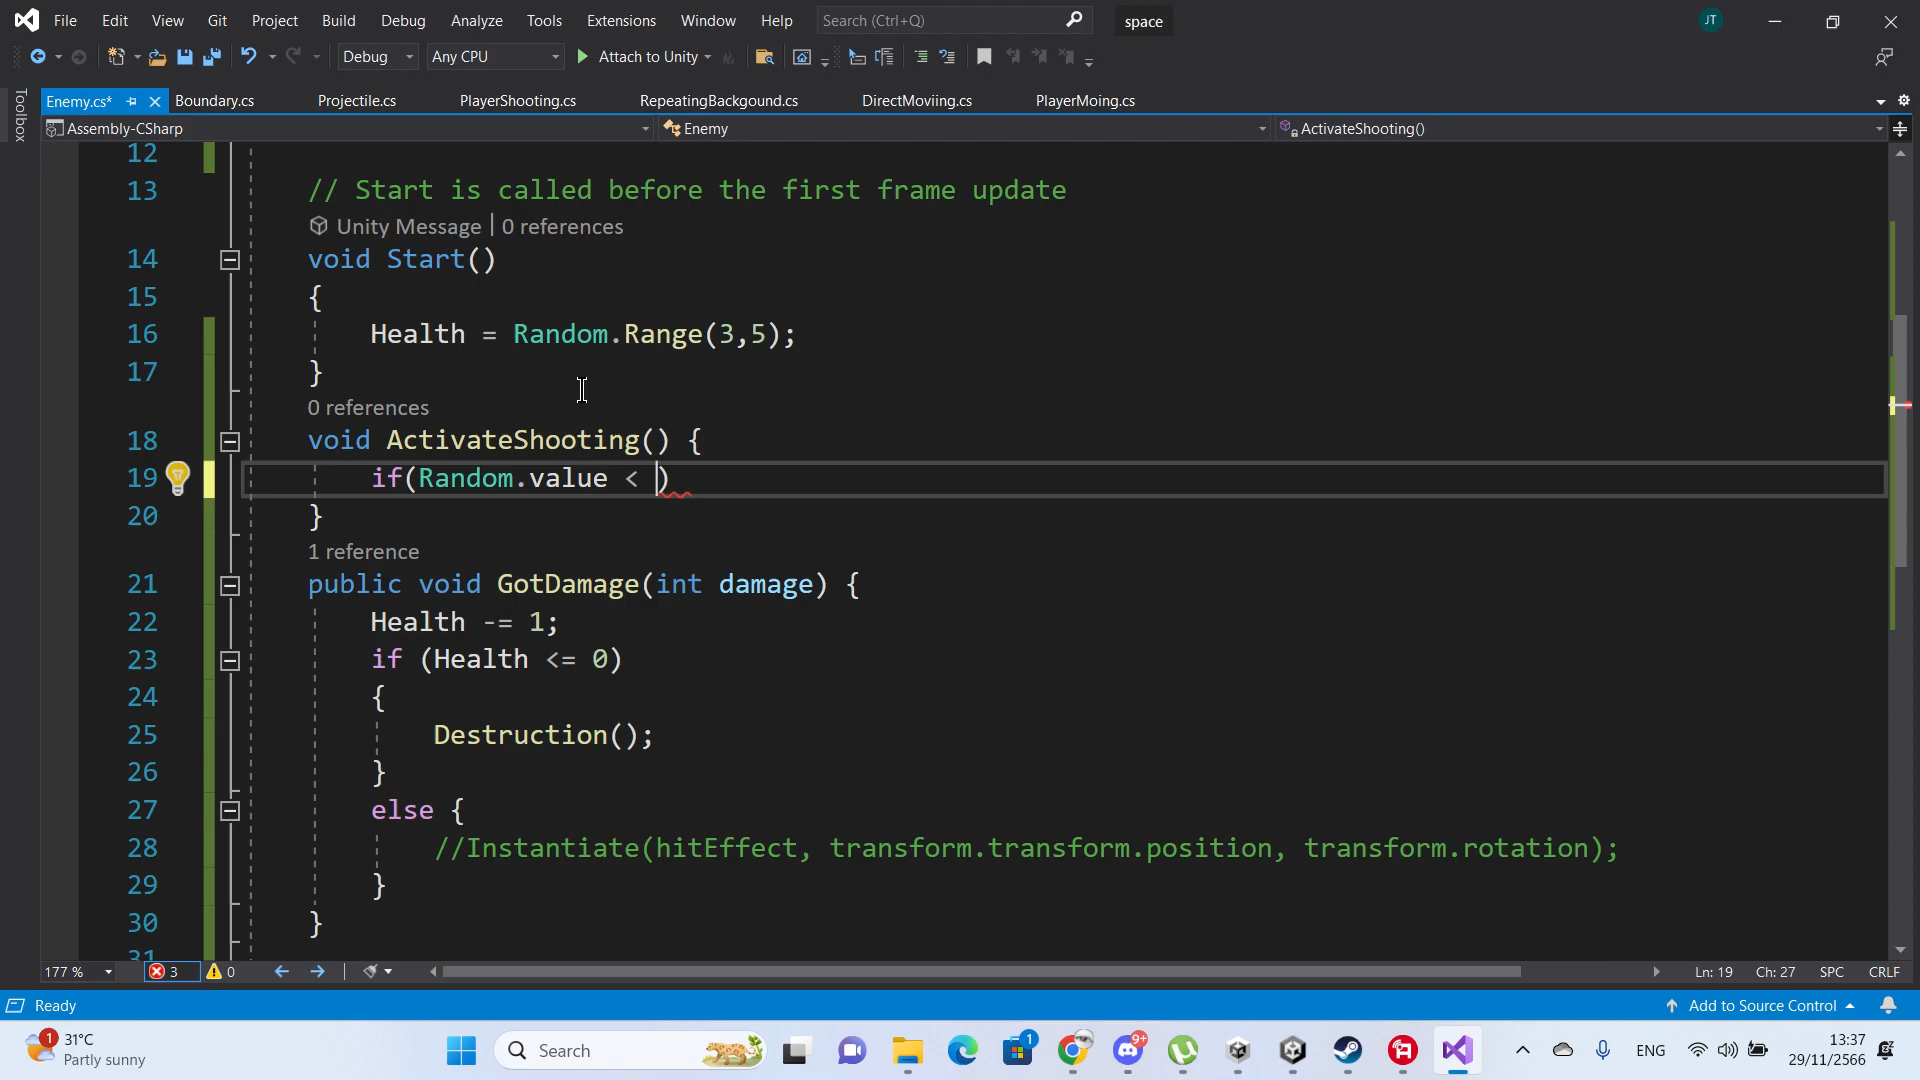 File Edit View Git Project Build Debug Analyze Tools Extensions Window Help Search (Ctrl+Q) space JT
Debug Any CPU Attach to Unity
Toolbox
Enemy.cs* Boundary.cs Projectile.cs PlayerShooting.cs RepeatingBackgound.cs DirectMoviing.cs PlayerMoing.cs
Assembly-CSharp Enemy ActivateShooting()
12
13 // Start is called before the first frame update
Unity Message | 0 references
14 void Start()
15 {
16 Health = Random.Range(3,5);
17 }
0 references
18 void ActivateShooting() {
19 if(Random.value < )
20 }
1 reference
21 public void GotDamage(int damage) {
22 Health -= 1;
23 if (Health <= 0)
24 {
25 Destruction();
26 }
27 else {
28 //Instantiate(hitEffect, transform.transform.position, transform.rotation);
29 }
30 }
31
177 % 3 0 Ln: 19 Ch: 27 SPC CRLF
Ready Add to Source Control
1 31°C
Partly sunny
Search 1 9+ ENG 13:37
29/11/2566